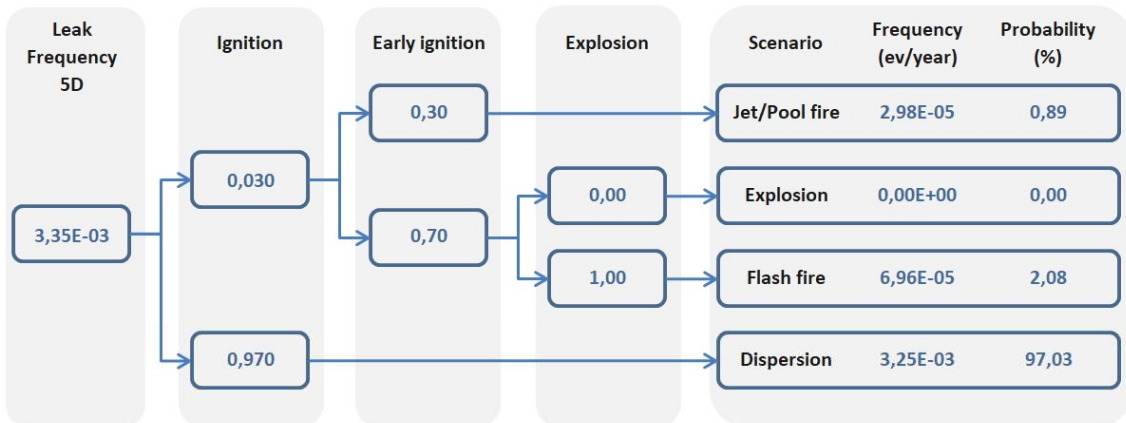 Leak
Frequency
5D
Ignition
Early ignition
Explosion
Scenario
Frequency
(ev/year)
Probability
(%)
3,35E-03
0,030
0,970
0,30
0,70
0,00
1,00
Jet/Pool fire 2,98E-05 0,89
Explosion 0,00E+00 0,00
Flash fire 6,96E-05 2,08
Dispersion 3,25E-03 97,03